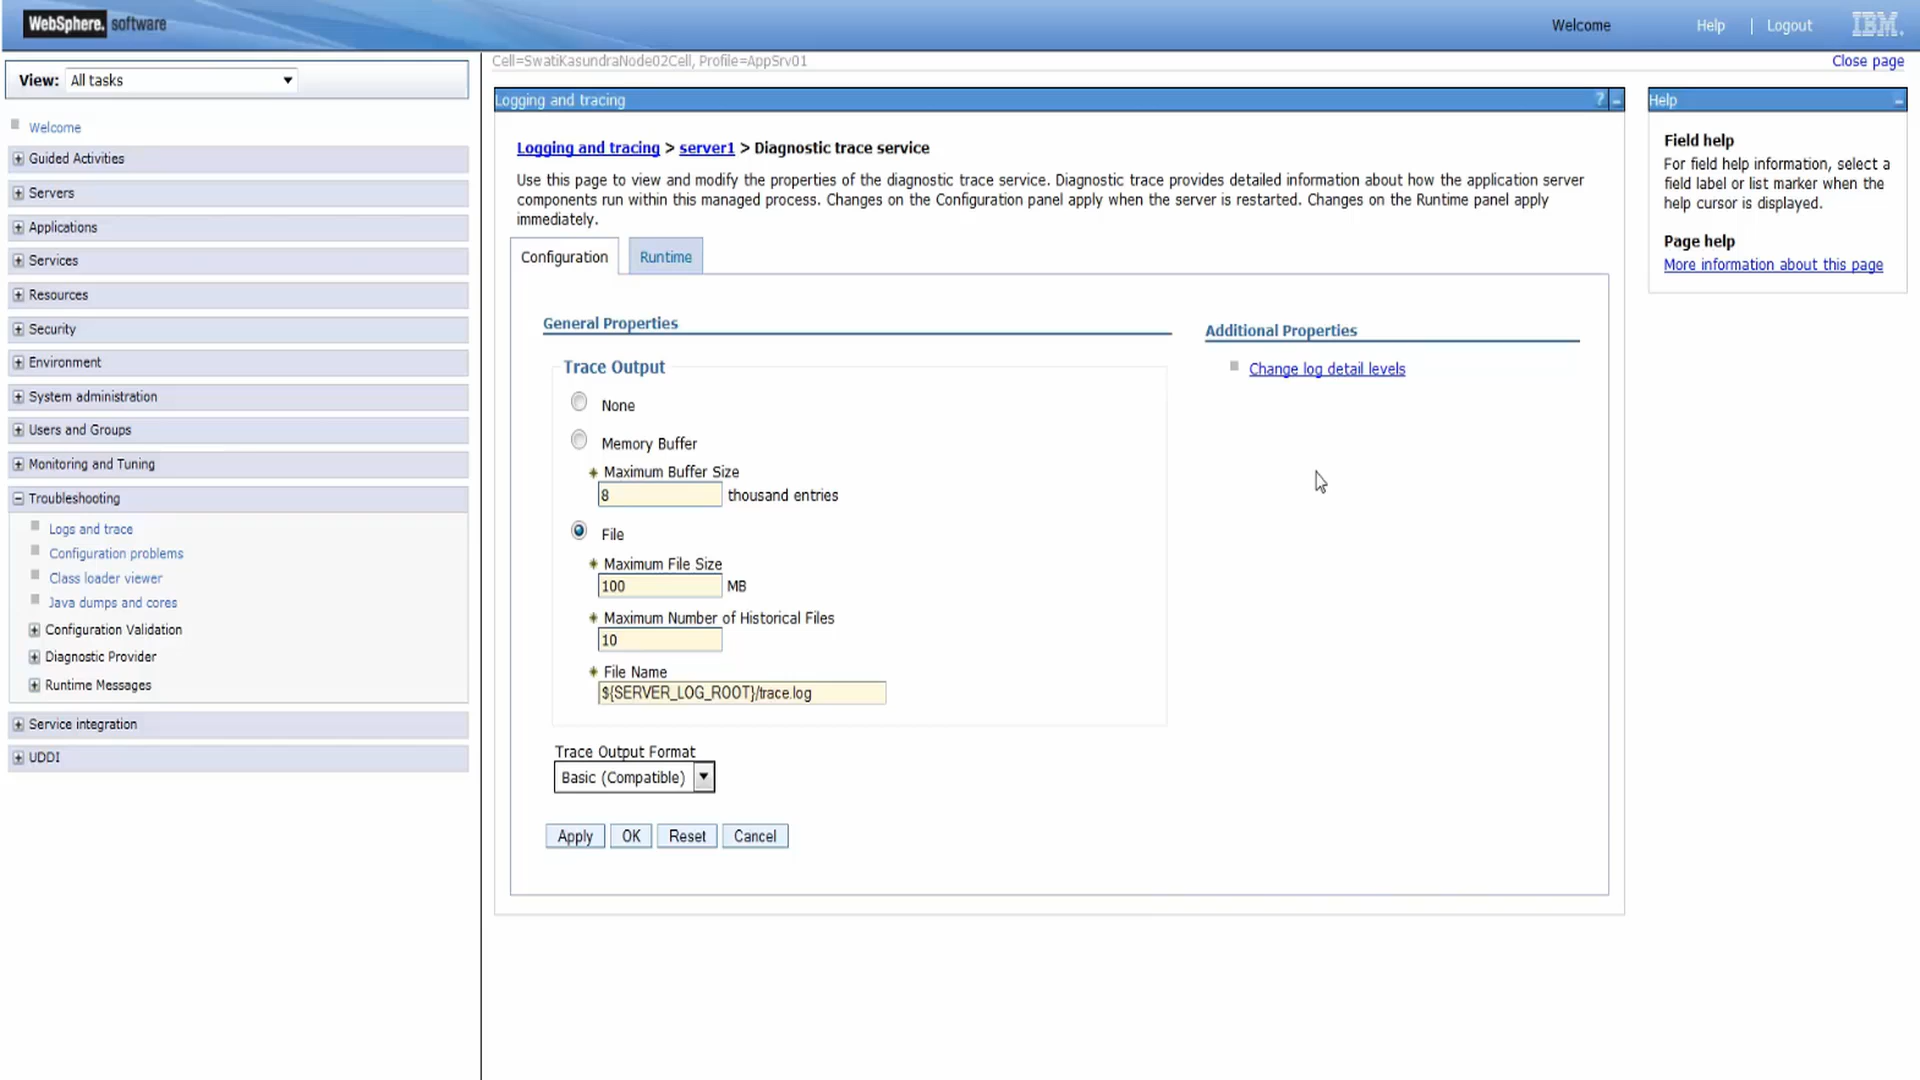 WebSphere. software
Welcome
Help | Logout
IBM.
View: All tasks
Cell=SwatiKasundraNode02Cell, Profile=AppSrv01
Close page
Welcome
Guided Activities
Servers
Applications
Services
Resources
Security
Environment
System administration
Users and Groups
Monitoring and Tuning
Troubleshooting
Logs and trace
Configuration problems
Class loader viewer
Java dumps and cores
Configuration Validation
Diagnostic Provider
Runtime Messages
Service integration
UDDI
Logging and tracing
?
Logging and tracing > server1 > Diagnostic trace service
Use this page to view and modify the properties of the diagnostic trace service. Diagnostic trace provides detailed information about how the application server
components run within this managed process. Changes on the Configuration panel apply when the server is restarted. Changes on the Runtime panel apply
immediately.
Configuration
Runtime
General Properties
Trace Output
None
Memory Buffer
Maximum Buffer Size
8 thousand entries
File
Maximum File Size
100 MB
Maximum Number of Historical Files
10
File Name
${SERVER_LOG_ROOT}/trace.log
Trace Output Format
Basic (Compatible)
Apply OK Reset Cancel
Additional Properties
Change log detail levels
Help
Field help
For field help information, select a
field label or list marker when the
help cursor is displayed.
Page help
More information about this page